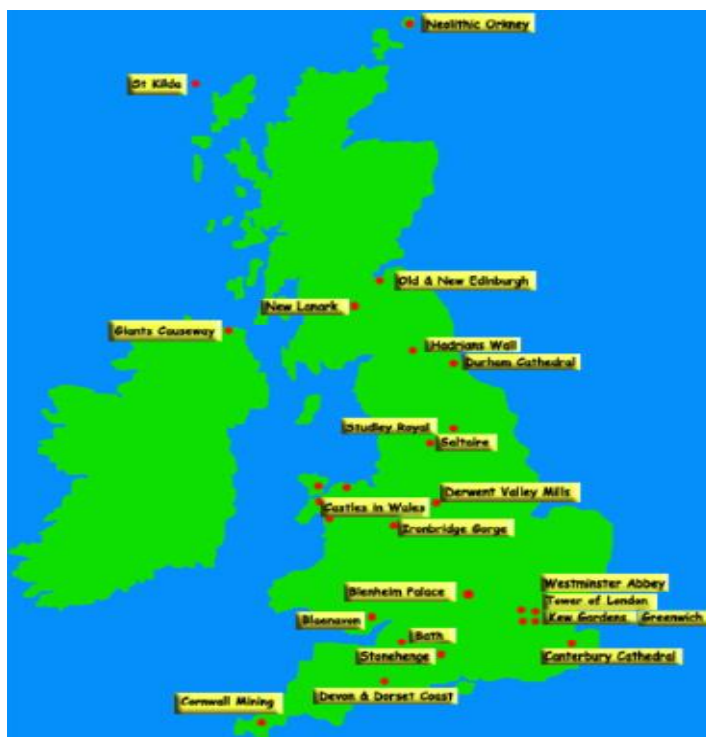 Neolithic Orkney
St Kilda
Old & New Edinburgh
New Lanark
Giants Causeway
Hadrians Wall
Durham Cathedral
Studley Royal
Saltaire
Derwent Valley Mills
Castles in Wales
Ironbridge Gorge
Westminster Abbey
Blenheim Palace
Tower of London
Blaenavon
Kew Gardens
Greenwich
Bath
Stonehenge
Canterbury Cathedral
Devon & Dorset Coast
Cornwall Mining